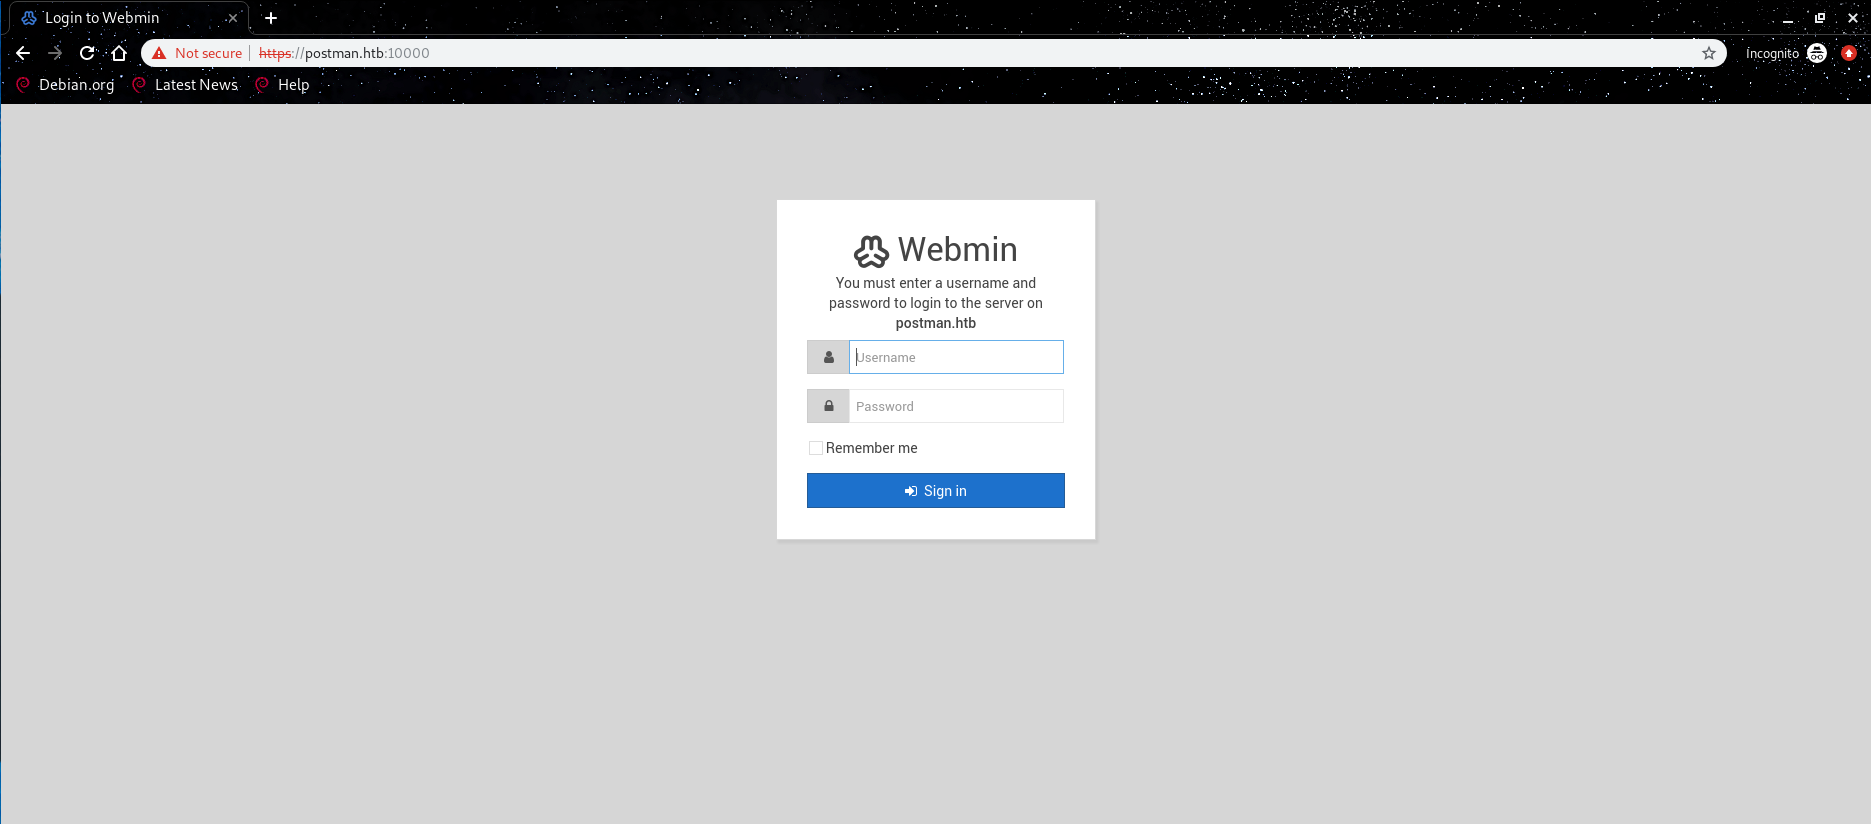 Login to Webmin
Not secure https://postman.htb:10000
Incognito
Debian.org Latest News Help
Webmin
You must enter a username and
password to login to the server on
postman.htb
Username
Password
Remember me
Sign in